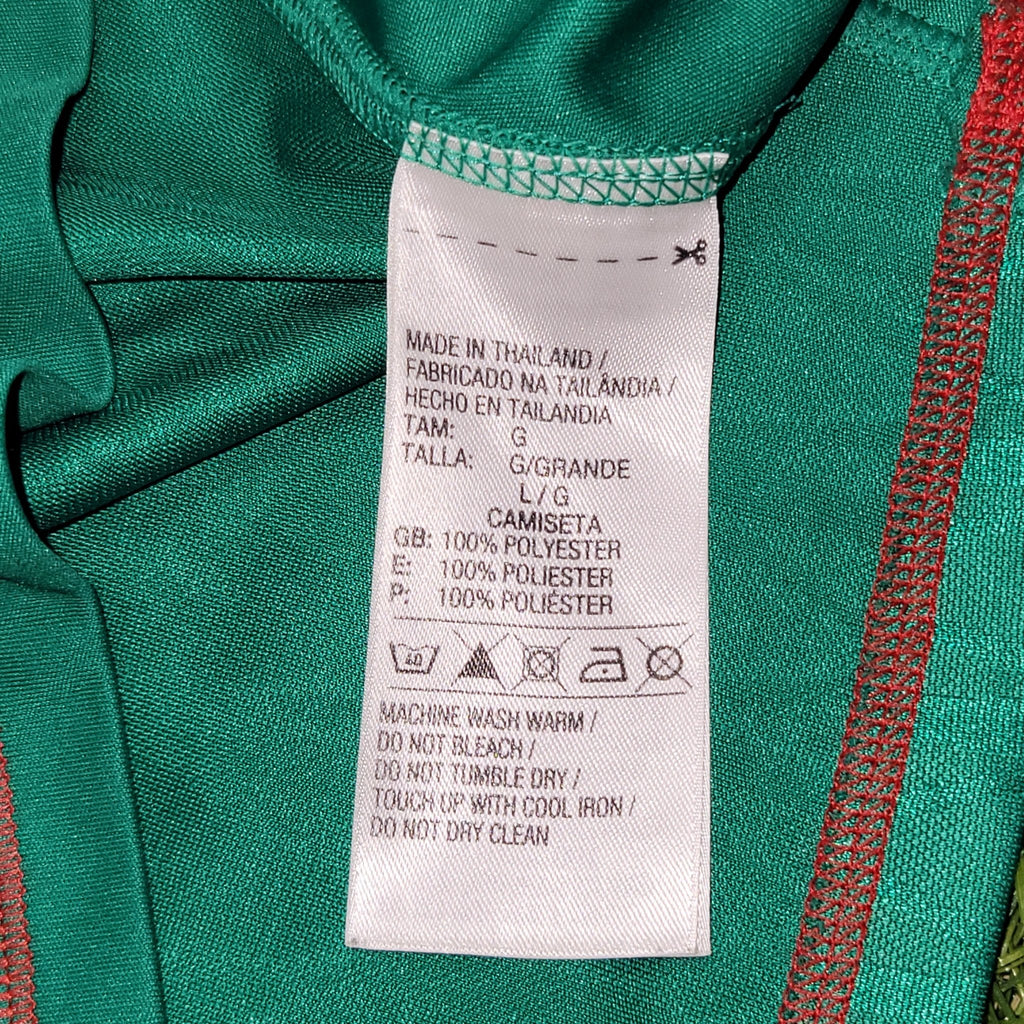 MADE IN THAILAND /
FABRICADO NA TAILÂNDIA /
HECHO EN TAILANDIA
TAM: G
TALLA: G/GRANDE
L / G
CAMISETA
GB: 100% POLYESTER
E: 100% POLIESTER
P: 100% POLIÉSTER
40
MACHINE WASH WARM /
DO NOT BLEACH /
DO NOT TUMBLE DRY /
TOUCH UP WITH COOL IRON /
DO NOT DRY CLEAN